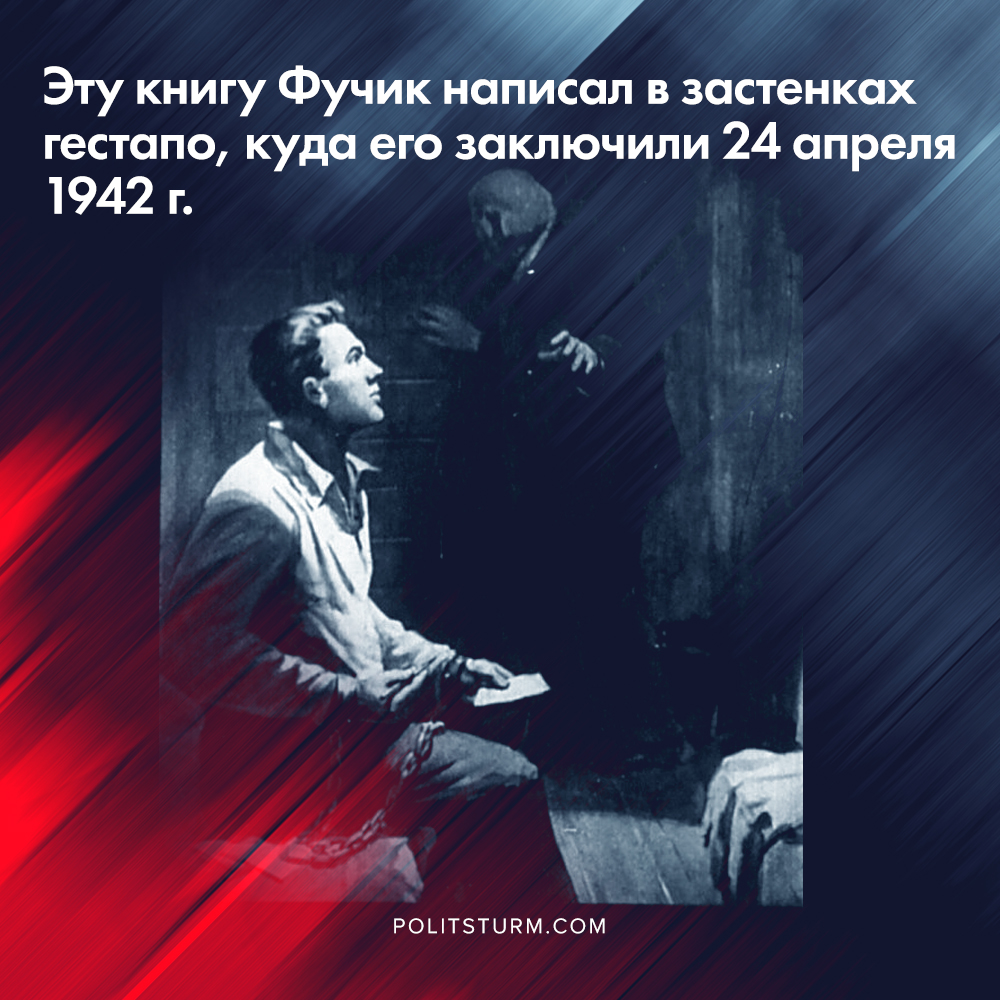 Эту книгу Фучик написал в застенках
гестапо, куда его заключили 24 апреля
1942 г.
POLITSTURM.COM